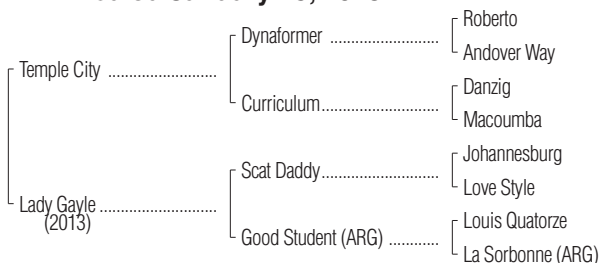 Roberto
Dynaformer
Andover Way
Temple City
Danzig
Curriculum
Macoumba
Johannesburg
Scat Daddy
Love Style
Lady Gayle
(2013)
Louis Quatorze
Good Student (ARG)
La Sorbonne (ARG)